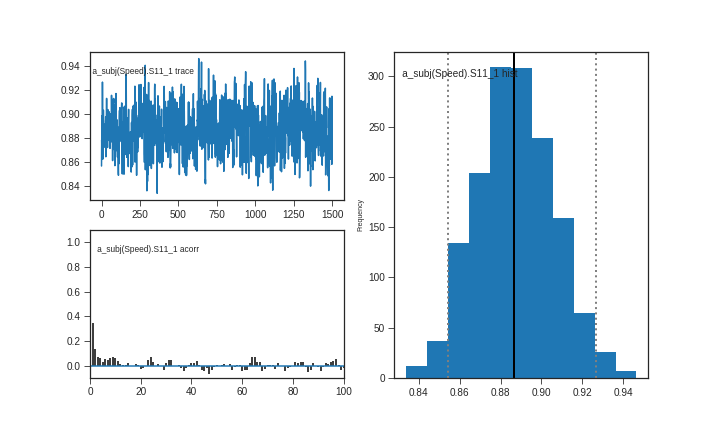 a_subj(Speed).S11_1 trace
0.94
0.92
0.90
0.88
0.86
0.84
0 250 500 750 1000 1250 1500
a_subj(Speed).S11_1 acorr
1.0
0.8
0.6
0.4
0.2
0.0
0 20 40 60 80 100
a_subj(Speed).S11_1 hist
Frequency
300
250
200
150
100
50
0
0.84 0.86 0.88 0.90 0.92 0.94